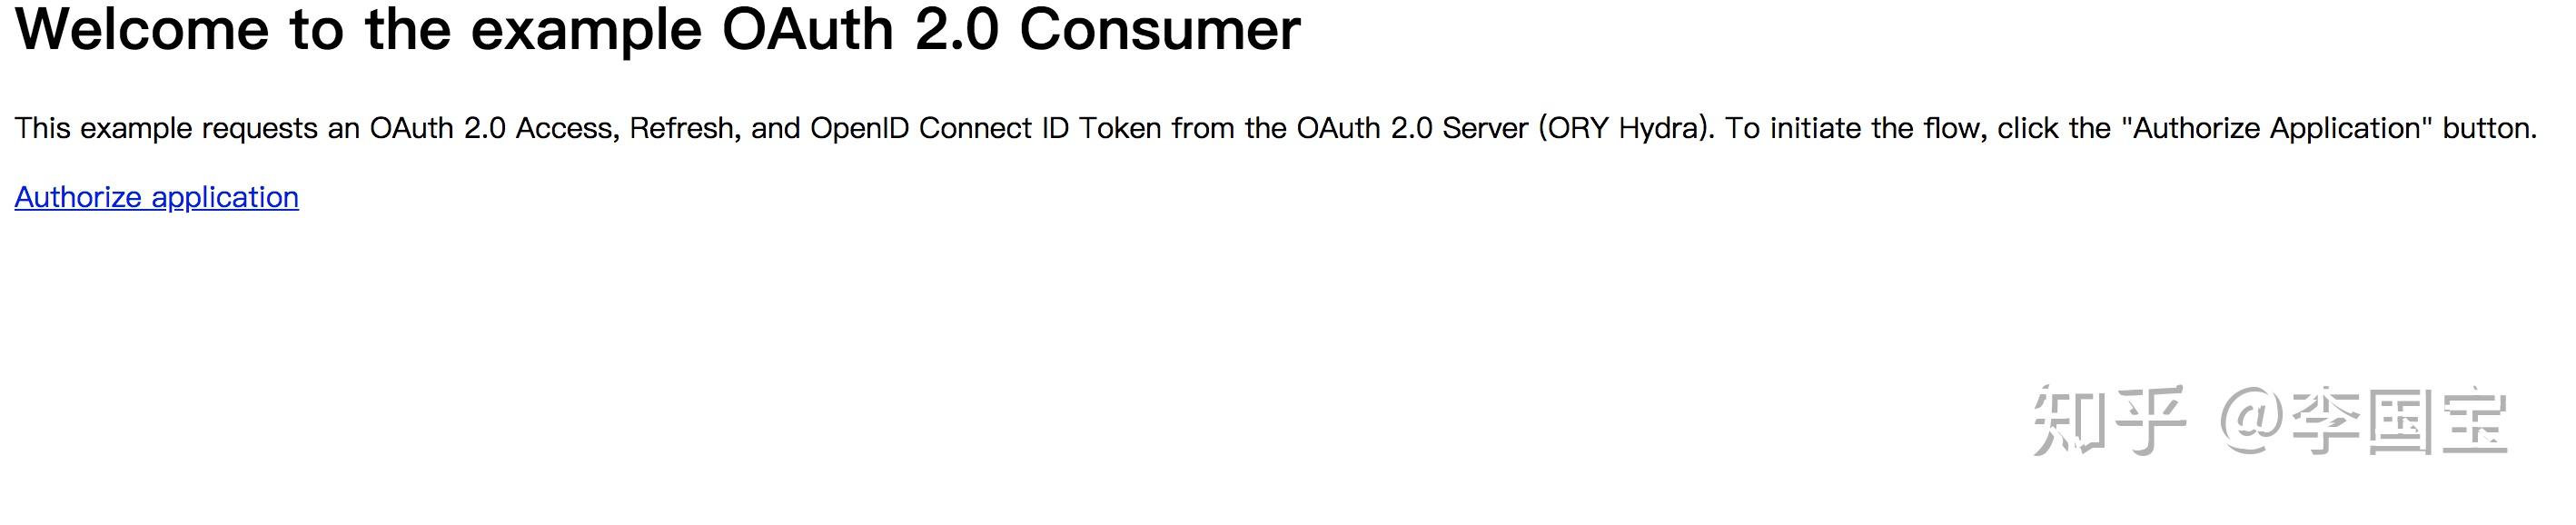 Welcome to the example OAuth 2.0 Consumer
This example requests an OAuth 2.0 Access, Refresh, and OpenID Connect ID Token from the OAuth 2.0 Server (ORY Hydra). To initiate the flow, click the "Authorize Application" button.
Authorize application
知乎 @李国宝